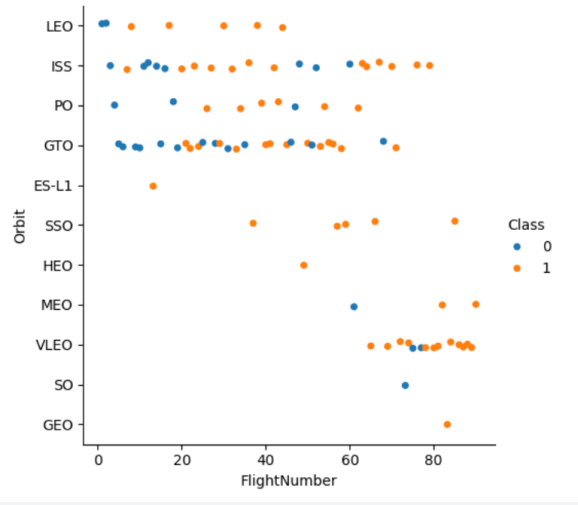 LEO
ISS
PO
GTO
ES-L1
SSO
HEO
MEO
VLEO
SO
GEO
Orbit
0 20 40 60 80
FlightNumber
Class
0
1